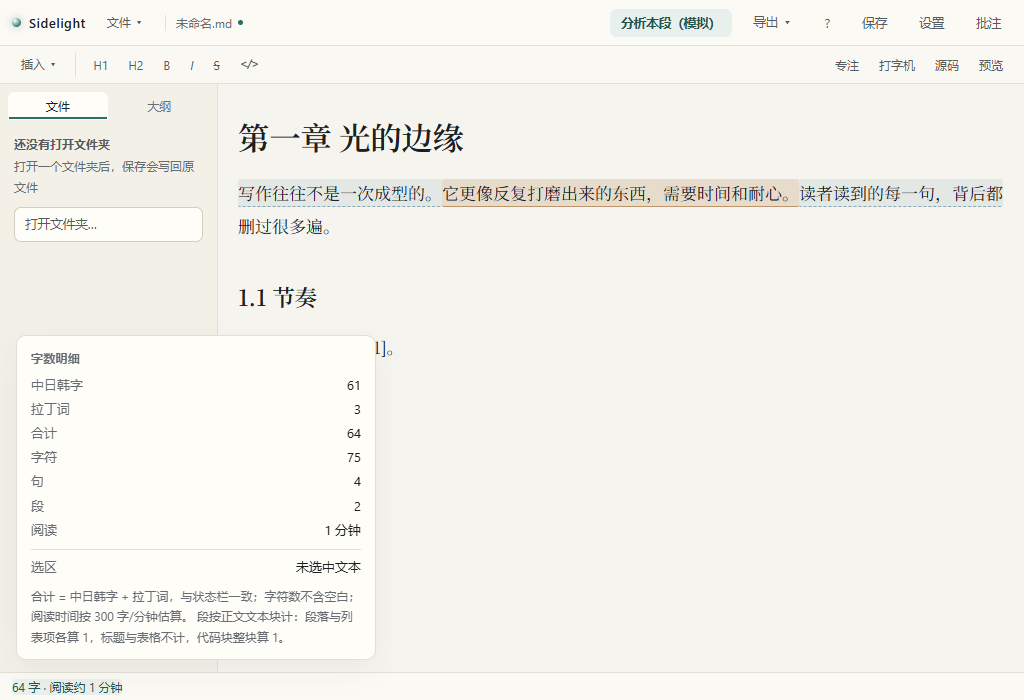 Sidelight 文件 未命名.md 分析本段（模拟） 导出 ? 保存 设置 批注
插入 H1 H2 B I S </> 专注 打字机 源码 预览
文件 大纲
还没有打开文件夹
打开一个文件夹后，保存会写回原
文件
打开文件夹...
第一章 光的边缘
写作往往不是一次成型的。它更像反复打磨出来的东西，需要时间和耐心。读者读到的每一句，背后都
删过很多遍。
1.1 节奏
1]。
字数明细
中日韩字 61
拉丁词 3
合计 64
字符 75
句 4
段 2
阅读 1 分钟
选区 未选中文本
合计 = 中日韩字 + 拉丁词，与状态栏一致；字符数不含空白；
阅读时间按 300 字/分钟估算。 段按正文文本块计：段落与列
表项各算 1，标题与表格不计，代码块整块算 1。
64 字 · 阅读约 1 分钟